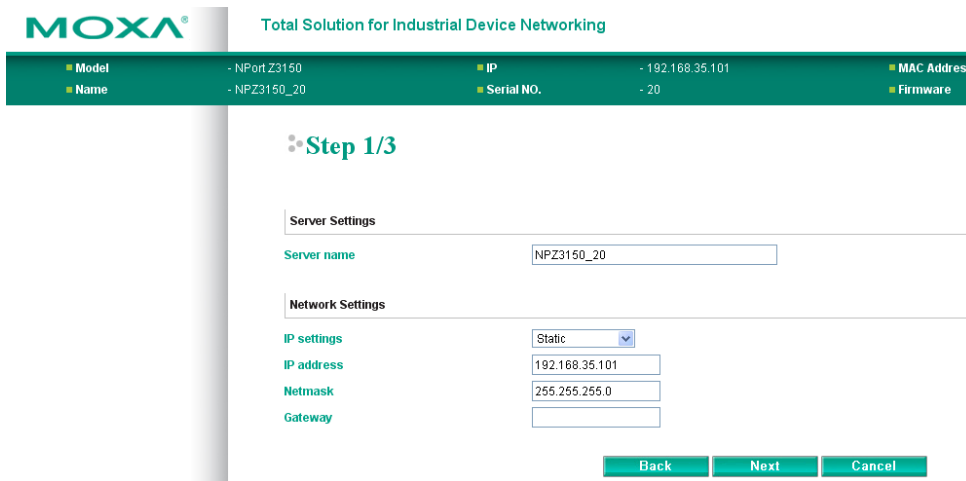 MOXA® Total Solution for Industrial Device Networking
Model - NPort Z3150 IP - 192.168.35.101 MAC Addres
Name - NPZ3150_20 Serial NO. - 20 Firmware
Step 1/3
Server Settings
Server name NPZ3150_20
Network Settings
IP settings Static
IP address 192.168.35.101
Netmask 255.255.255.0
Gateway
Back Next Cancel